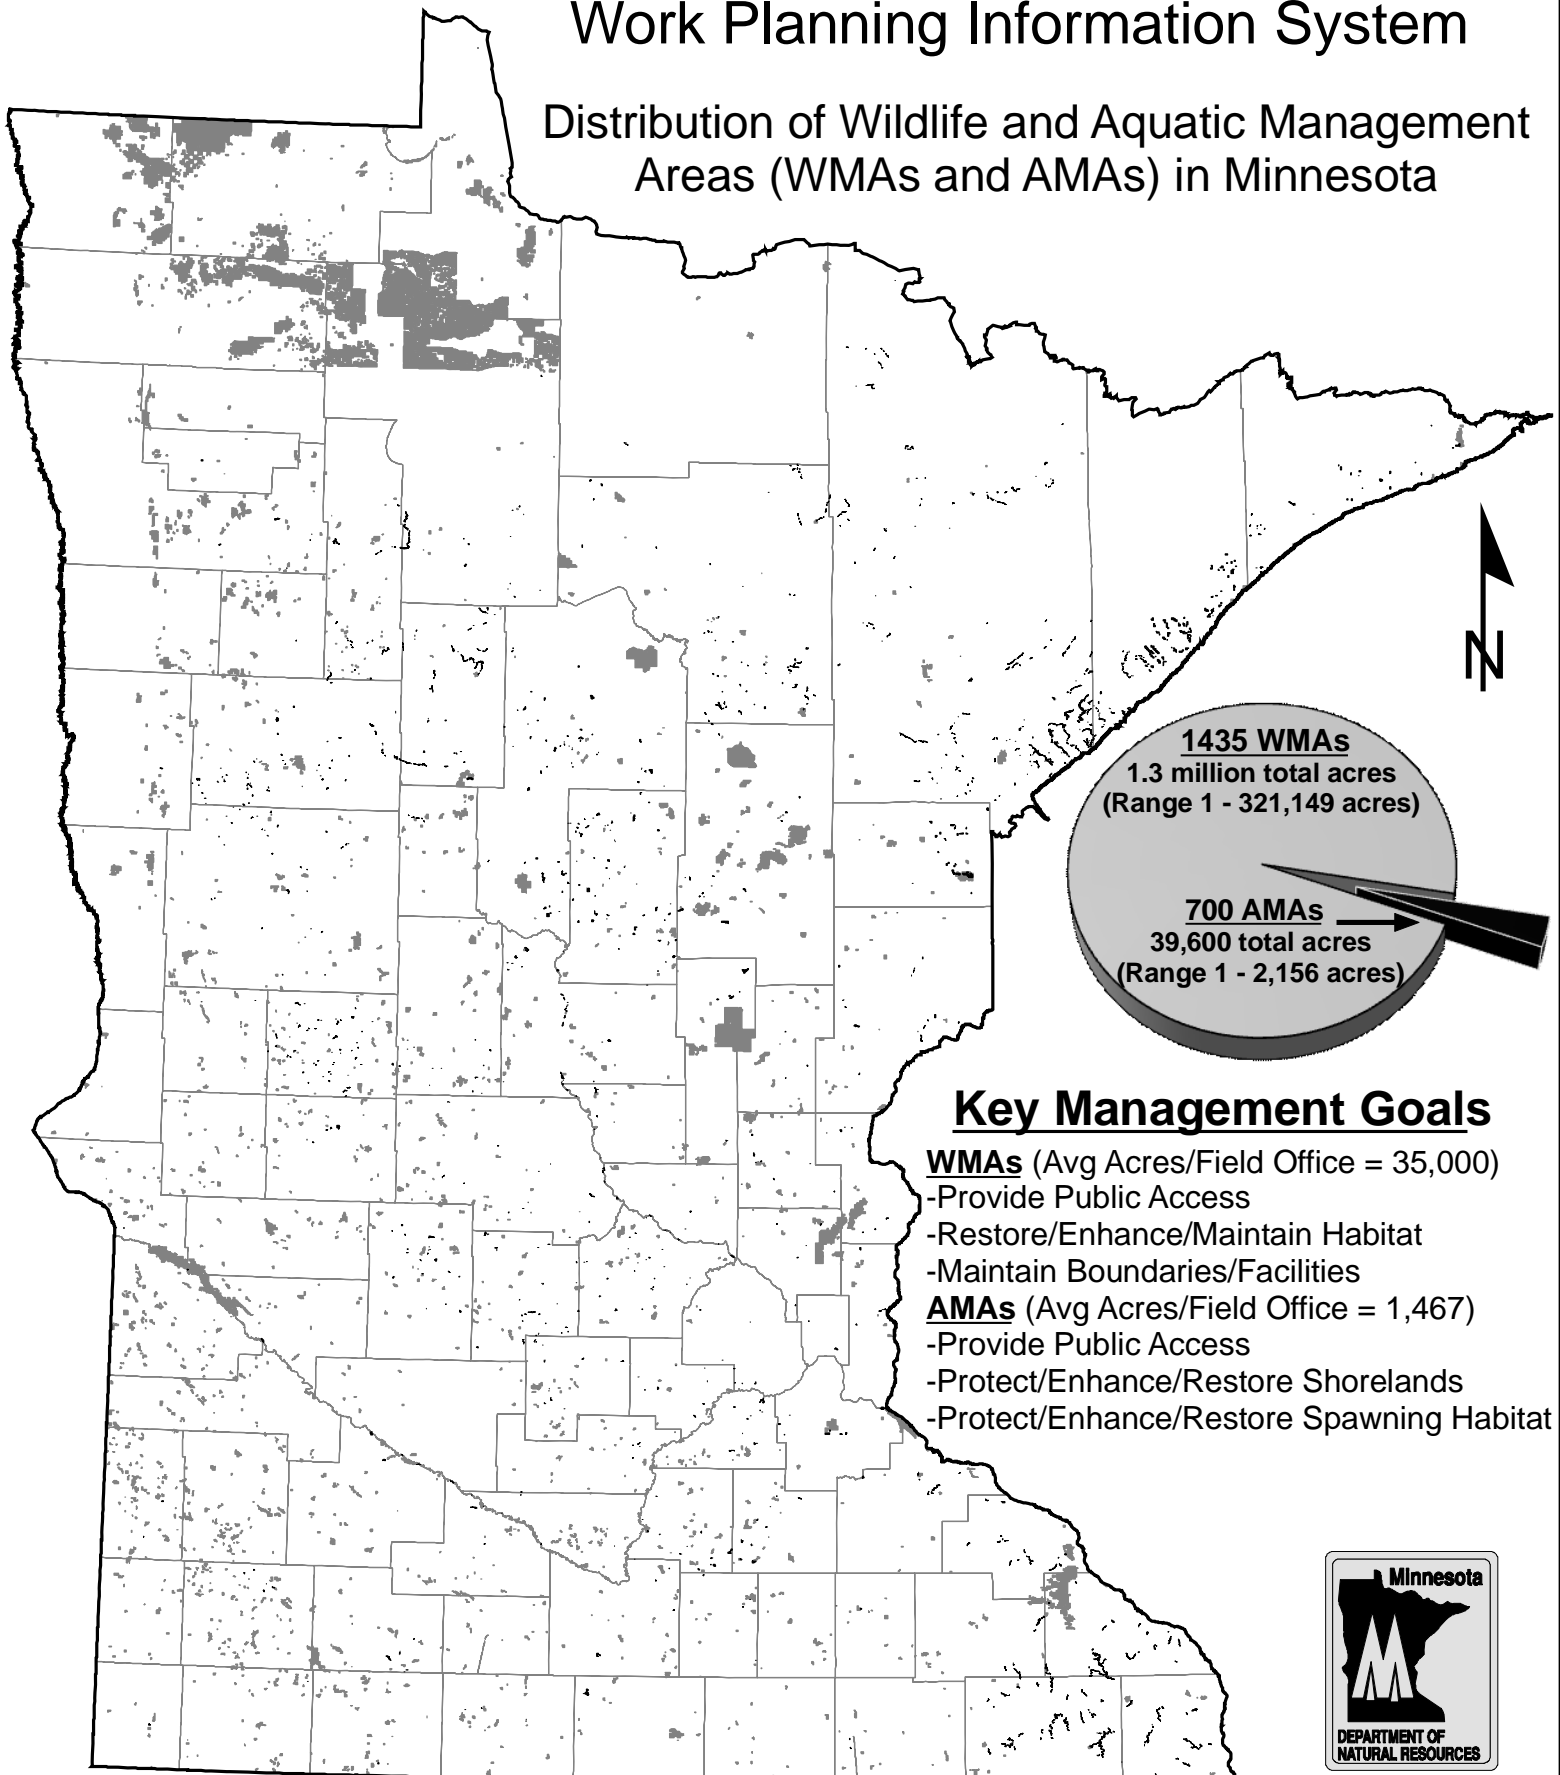 Work Planning Information System
Distribution of Wildlife and Aquatic Management
Areas (WMAs and AMAs) in Minnesota
N
1435 WMAs
1.3 million total acres
(Range 1 - 321,149 acres)
700 AMAs
39,600 total acres
(Range 1 - 2,156 acres)
Key Management Goals
WMAs (Avg Acres/Field Office = 35,000)
-Provide Public Access
-Restore/Enhance/Maintain Habitat
-Maintain Boundaries/Facilities
AMAs (Avg Acres/Field Office = 1,467)
-Provide Public Access
-Protect/Enhance/Restore Shorelands
-Protect/Enhance/Restore Spawning Habitat
Minnesota
DEPARTMENT OF
NATURAL RESOURCES